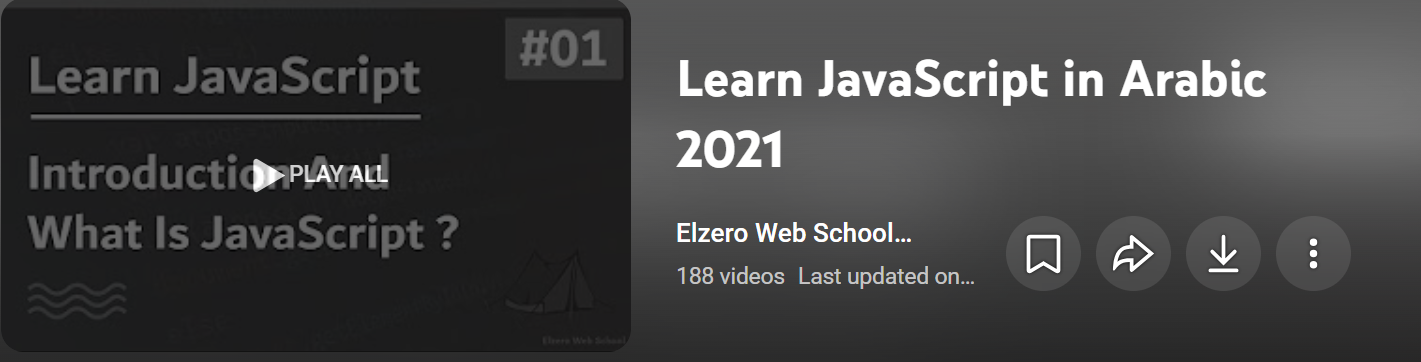 #01
Learn JavaScript
Introduction And
What Is JavaScript ?
PLAY ALL
Elzero Web School
Learn JavaScript in Arabic
2021
Elzero Web School...
188 videos Last updated on...